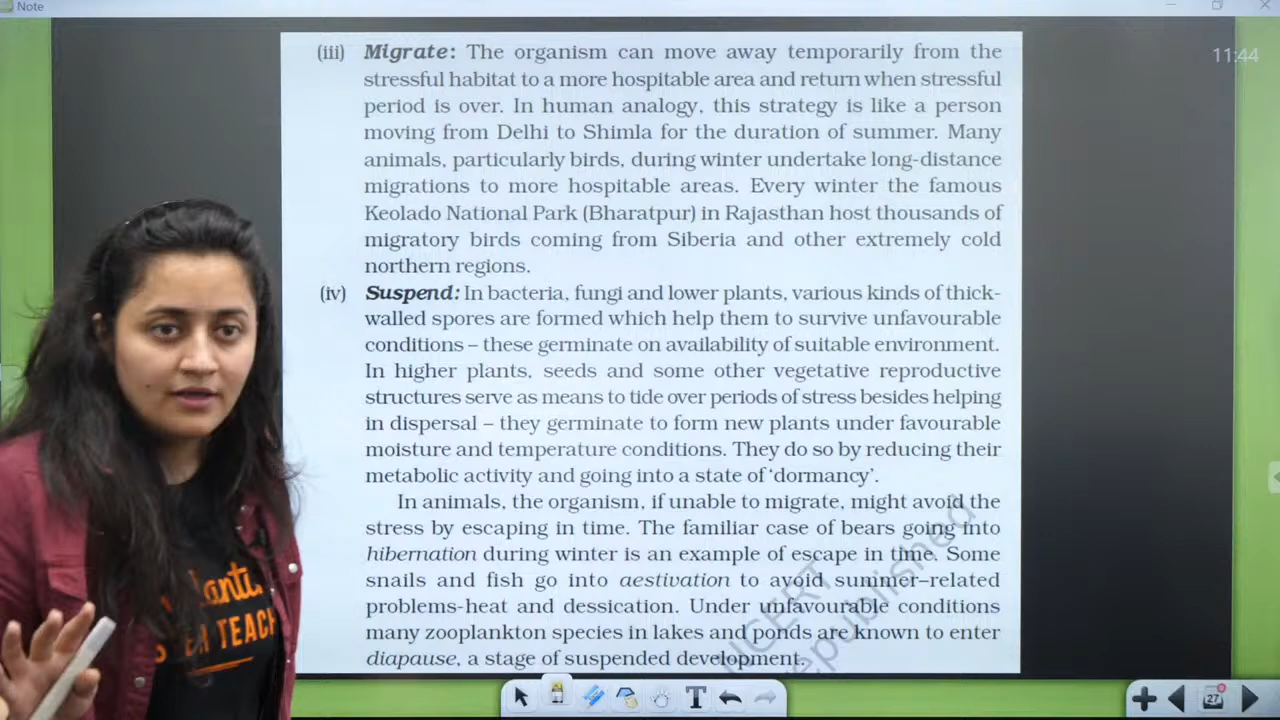 Note
11:44
(iii) Migrate: The organism can move away temporarily from the
stressful habitat to a more hospitable area and return when stressful
period is over. In human analogy, this strategy is like a person
moving from Delhi to Shimla for the duration of summer. Many
animals, particularly birds, during winter undertake long-distance
migrations to more hospitable areas. Every winter the famous
Keolado National Park (Bharatpur) in Rajasthan host thousands of
migratory birds coming from Siberia and other extremely cold
northern regions.
(iv) Suspend: In bacteria, fungi and lower plants, various kinds of thick-
walled spores are formed which help them to survive unfavourable
conditions – these germinate on availability of suitable environment.
In higher plants, seeds and some other vegetative reproductive
structures serve as means to tide over periods of stress besides helping
in dispersal – they germinate to form new plants under favourable
moisture and temperature conditions. They do so by reducing their
metabolic activity and going into a state of ‘dormancy’.
In animals, the organism, if unable to migrate, might avoid the
stress by escaping in time. The familiar case of bears going into
hibernation during winter is an example of escape in time. Some
snails and fish go into aestivation to avoid summer–related
problems-heat and dessication. Under unfavourable conditions
many zooplankton species in lakes and ponds are known to enter
diapause, a stage of suspended development.
republished
T
27